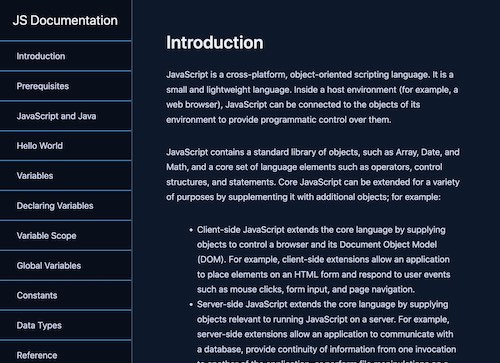 JS Documentation
Introduction
Prerequisites
JavaScript and Java
Hello World
Variables
Declaring Variables
Variable Scope
Global Variables
Constants
Data Types
Reference
Introduction
JavaScript is a cross-platform, object-oriented scripting language. It is a
small and lightweight language. Inside a host environment (for example, a
web browser), JavaScript can be connected to the objects of its
environment to provide programmatic control over them.
JavaScript contains a standard library of objects, such as Array, Date, and
Math, and a core set of language elements such as operators, control
structures, and statements. Core JavaScript can be extended for a variety
of purposes by supplementing it with additional objects; for example:
• Client-side JavaScript extends the core language by supplying
objects to control a browser and its Document Object Model
(DOM). For example, client-side extensions allow an application
to place elements on an HTML form and respond to user events
such as mouse clicks, form input, and page navigation.
• Server-side JavaScript extends the core language by supplying
objects relevant to running JavaScript on a server. For example,
server-side extensions allow an application to communicate with
a database, provide continuity of information from one invocation